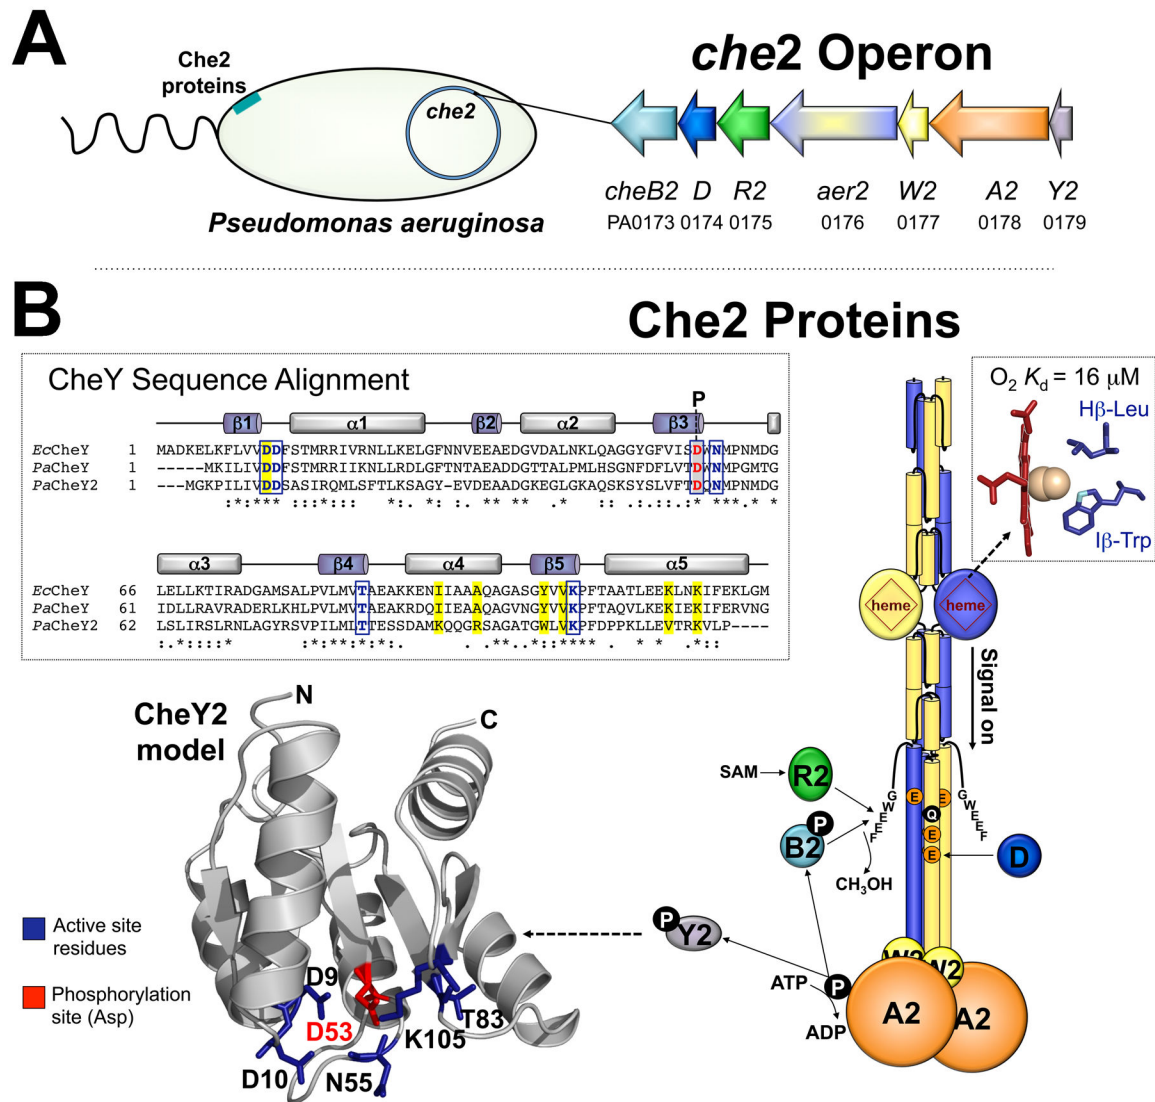 A
che2 Operon
Che2
proteins
che2
Pseudomonas aeruginosa
cheB2 D R2 aer2 W2 A2 Y2
PA0173 0174 0175 0176 0177 0178 0179
B
Che2 Proteins
CheY Sequence Alignment
P
β1 α1 β2 α2 β3
EcCheY 1 MADKELKFLVVDDFSTMRRIVRNLLKELGFNNVEEAEDGVDALNKLQAGGYGFVISDWNMPNMDG
PaCheY 1 -----MKILIVDDFSTMRRIIKNLLRDLGFTNTAEADDGTTALPMLHSGNFDFLVTDWNMPGMTG
PaCheY2 1 ---MGKPILIVDDSASIRQMLSFTLKSAGY-EVDEAADGKEGLGKAQSKSYSLVFTDQNMPNMDG
α3 β4 α4 β5 α5
EcCheY 66 LELLKTIRADGAMSALPVLMVTAEAKKENIIAAAQAGASGYVVKPFTAATLEEKLNKIFEKLGM
PaCheY 61 IDLLRAVRADERLKHLPVLMVTAEAKRDQIIEAAQAGVNGYVVKPFTAQVLKEKIEKIFERVNG
PaCheY2 62 LSLIRSLRNLAGYRSVPILMLTTESSDAMKQQGRSAGATGWLVKPFDPPKLLEVTRKVLP----
O2 Kd = 16 μM
Hβ-Leu
Iβ-Trp
heme heme
Signal on
CheY2
model
N
C
D9
D53
D10
N55
K105
T83
Active site
residues
Phosphorylation
site (Asp)
SAM
R2
B2
P
GWEEF
GWEEF
CH3OH
E
E
Q
E
E
D
P
Y2
ATP
P
ADP
W2
W2
A2
A2